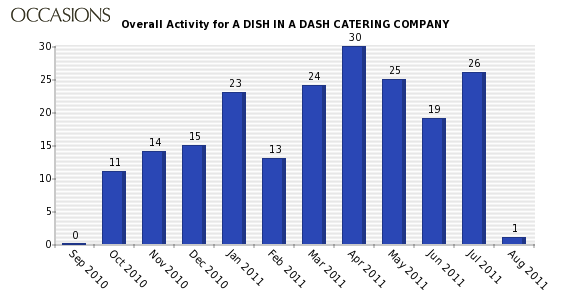 OCCASIONS
Overall Activity for A DISH IN A DASH CATERING COMPANY
30
25
20
15
10
5
0
0
11
14
15
23
13
24
30
25
19
26
1
Sep 2010
Oct 2010
Nov 2010
Dec 2010
Jan 2011
Feb 2011
Mar 2011
Apr 2011
May 2011
Jun 2011
Jul 2011
Aug 2011